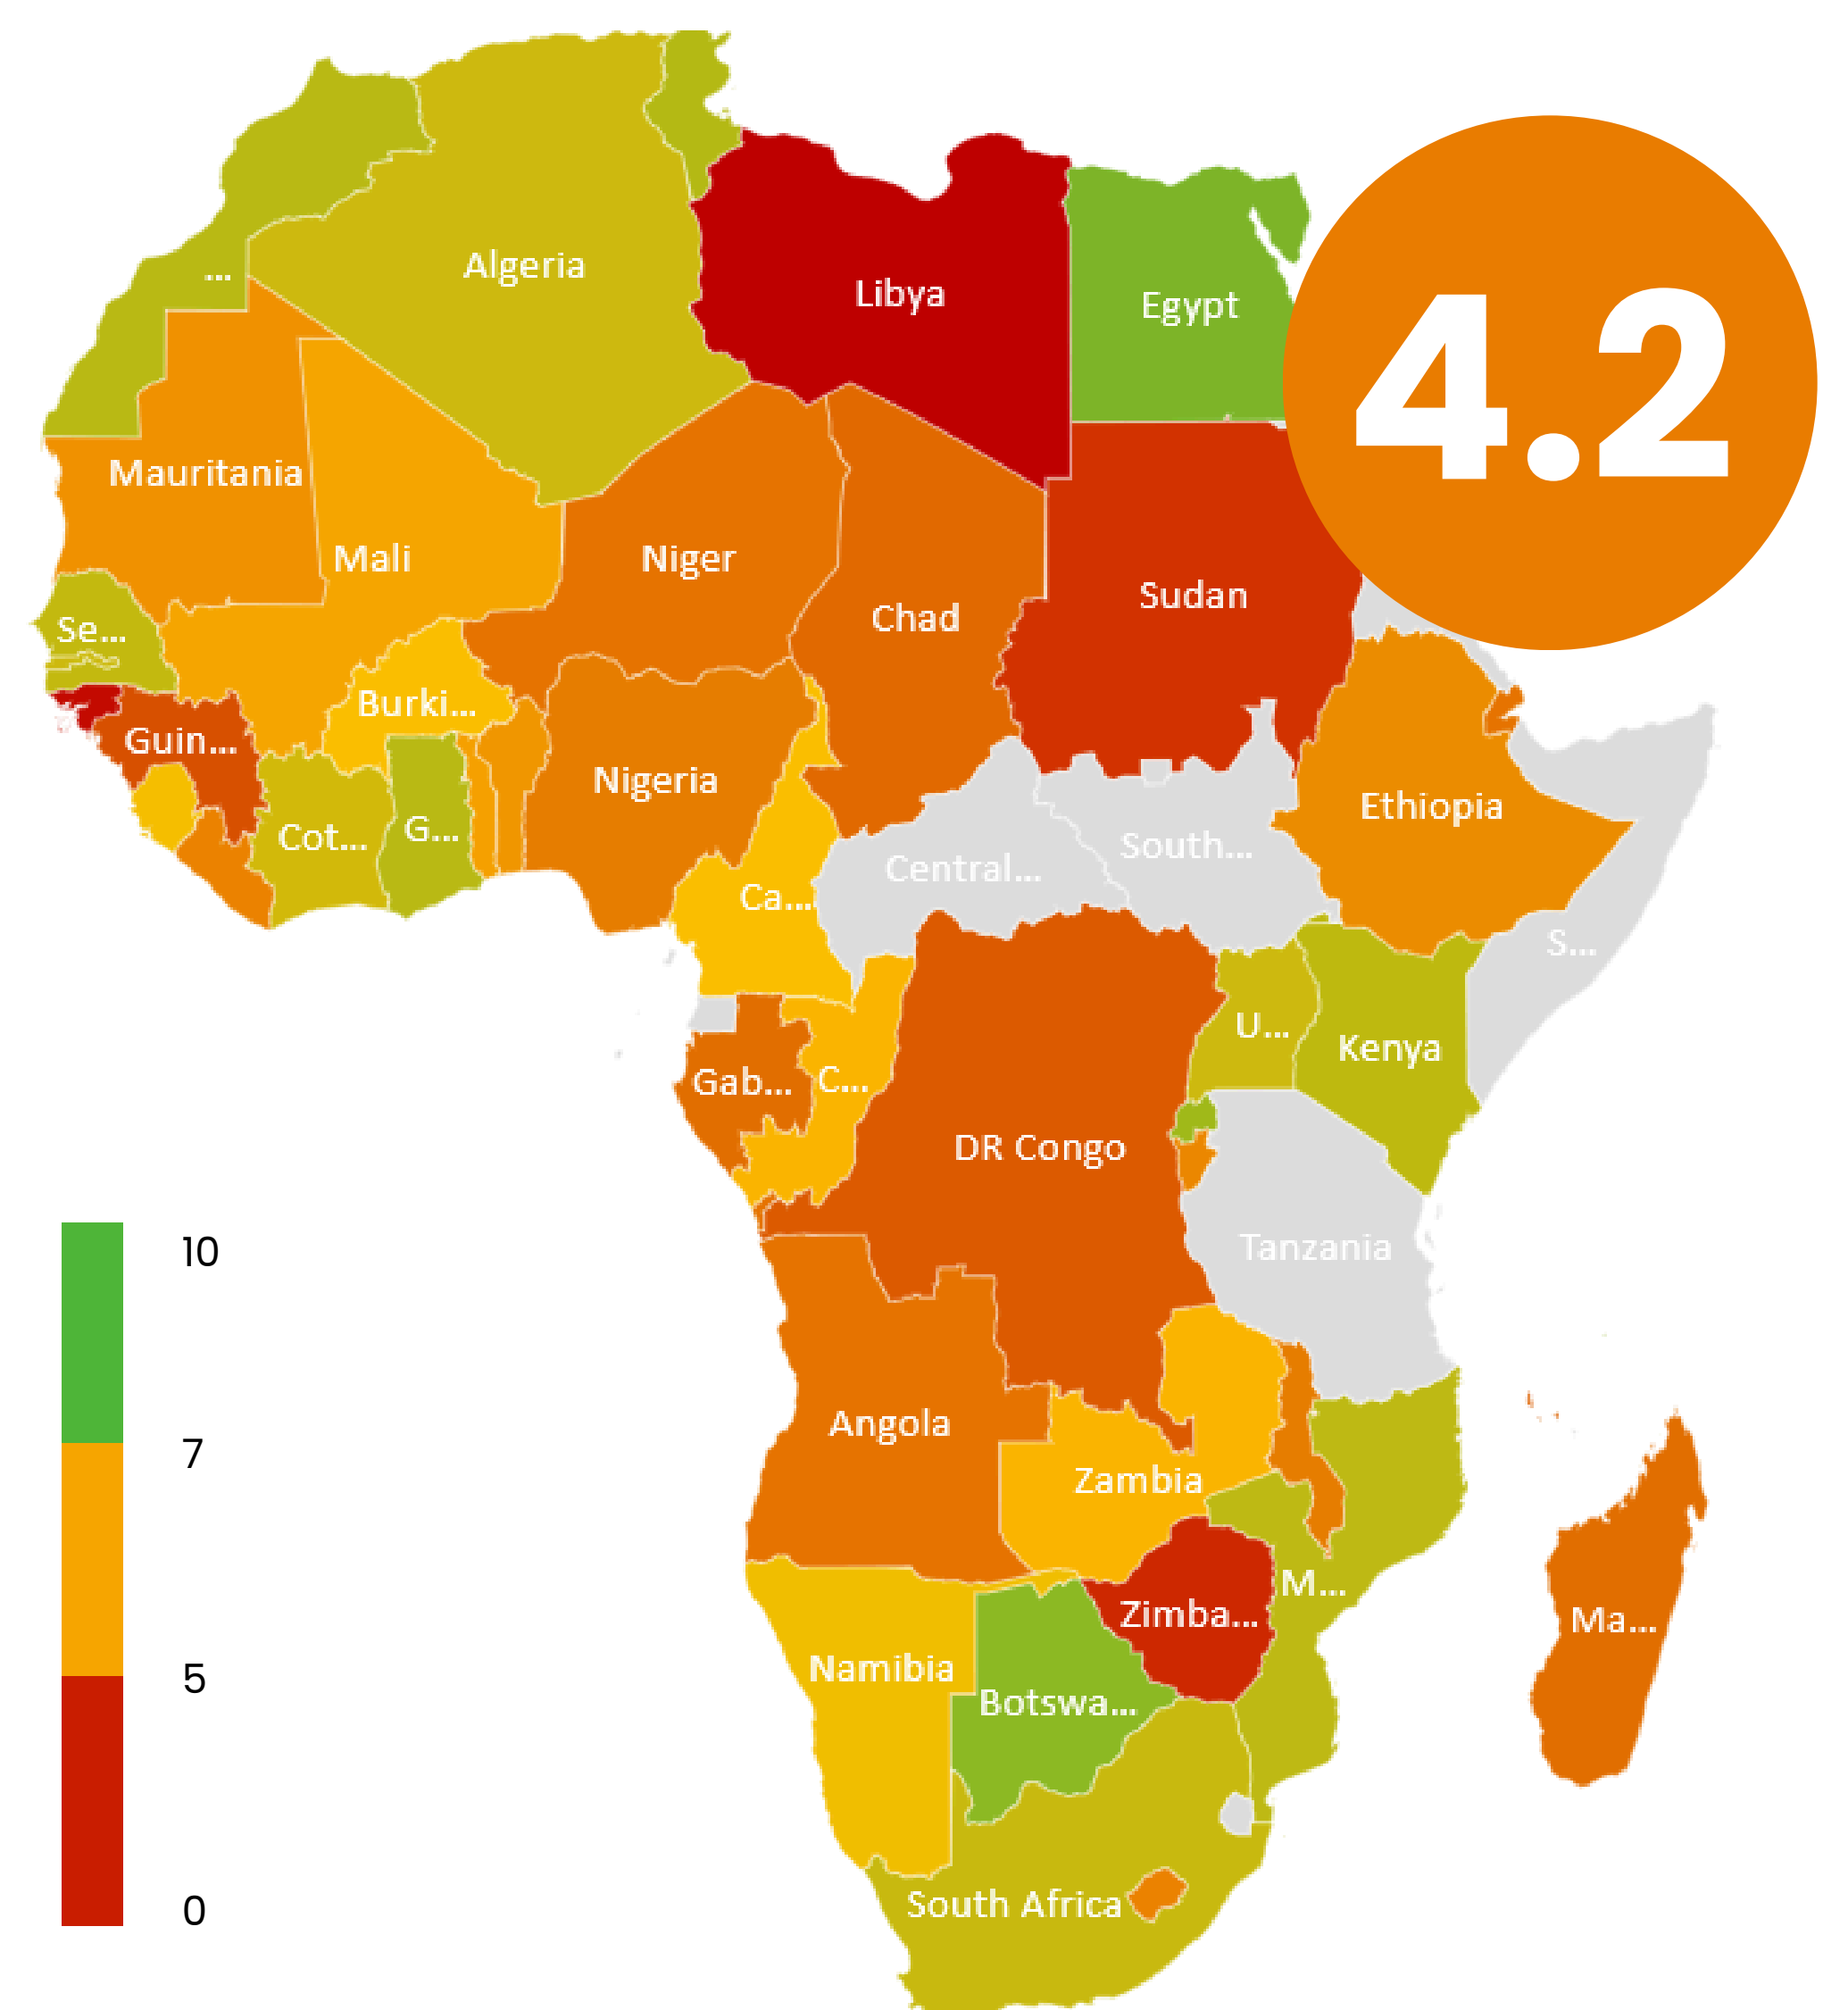 Algeria
...
Libya
Egypt
4.2
Mauritania
Mali
Niger
Sudan
Chad
Se...
Burki...
Guin...
Nigeria
Ethiopia
Cot...
G...
South...
Central...
Ca...
S...
U...
Kenya
Gab...
C...
DR Congo
Tanzania
10
Angola
7
Zambia
M...
Zimba...
Ma...
Namibia
5
Botswa...
South Africa
0